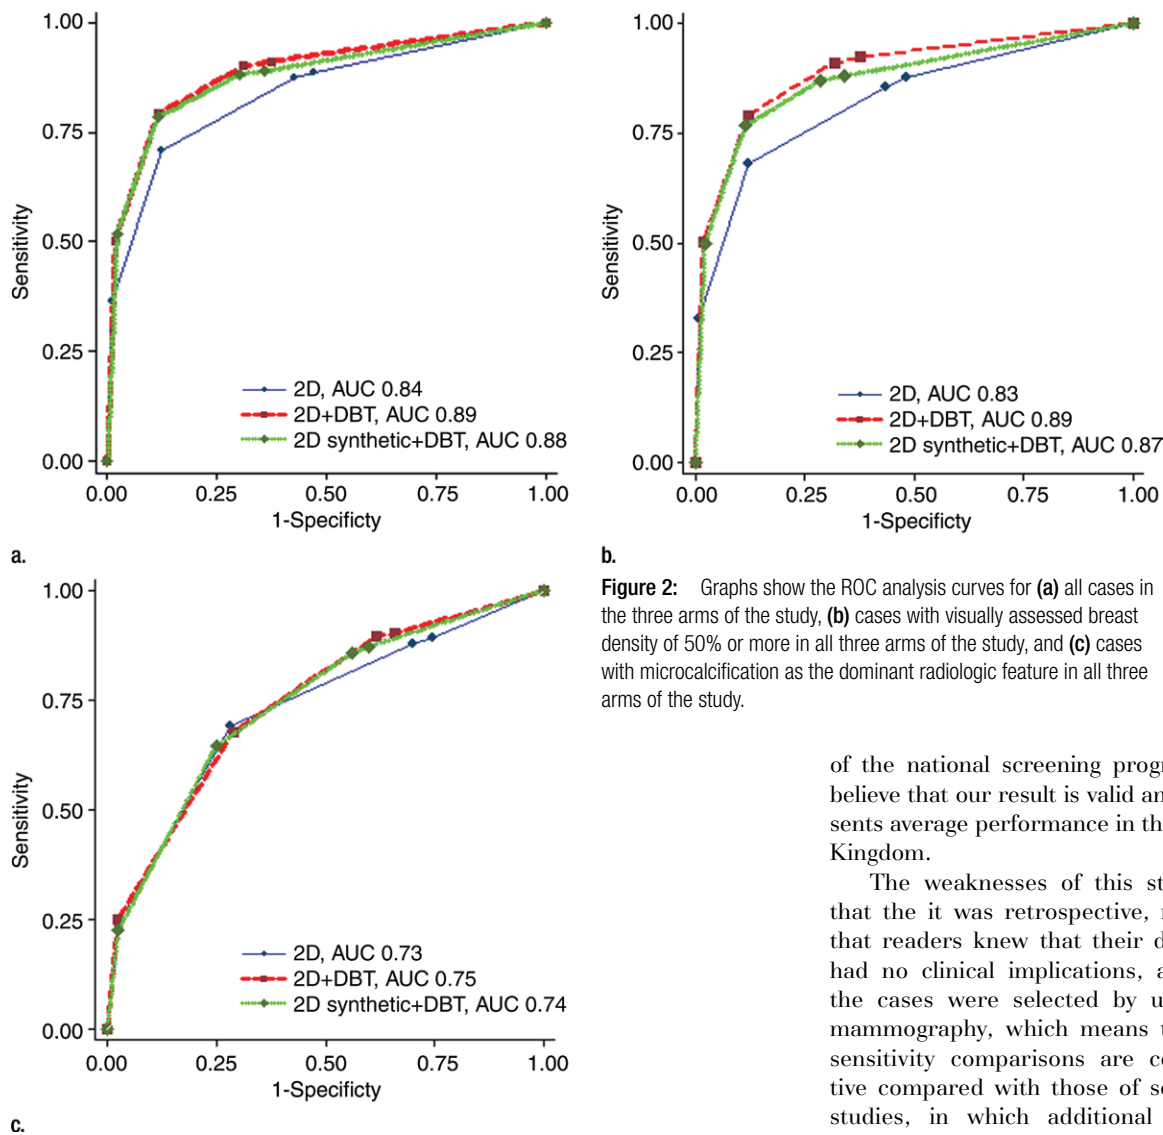 1.00
0.75
0.50
0.25
0.00
Sensitivity
2D, AUC 0.84
2D+DBT, AUC 0.89
2D synthetic+DBT, AUC 0.88
0.00 0.25 0.50 0.75 1.00
1-Specificty
a.
1.00
0.75
0.50
0.25
0.00
Sensitivity
2D, AUC 0.83
2D+DBT, AUC 0.89
2D synthetic+DBT, AUC 0.87
0.00 0.25 0.50 0.75 1.00
1-Specificty
b.
1.00
0.75
0.50
0.25
0.00
Sensitivity
2D, AUC 0.73
2D+DBT, AUC 0.75
2D synthetic+DBT, AUC 0.74
0.00 0.25 0.50 0.75 1.00
1-Specificty
c.
Figure 2: Graphs show the ROC analysis curves for (a) all cases in
the three arms of the study, (b) cases with visually assessed breast
density of 50% or more in all three arms of the study, and (c) cases
with microcalcification as the dominant radiologic feature in all three
arms of the study.
of the national screening progr
believe that our result is valid an
sents average performance in th
Kingdom.
The weaknesses of this st
that the it was retrospective,
that readers knew that their d
had no clinical implications, a
the cases were selected by u
mammography, which means t
sensitivity comparisons are co
tive compared with those of s
studies, in which additional